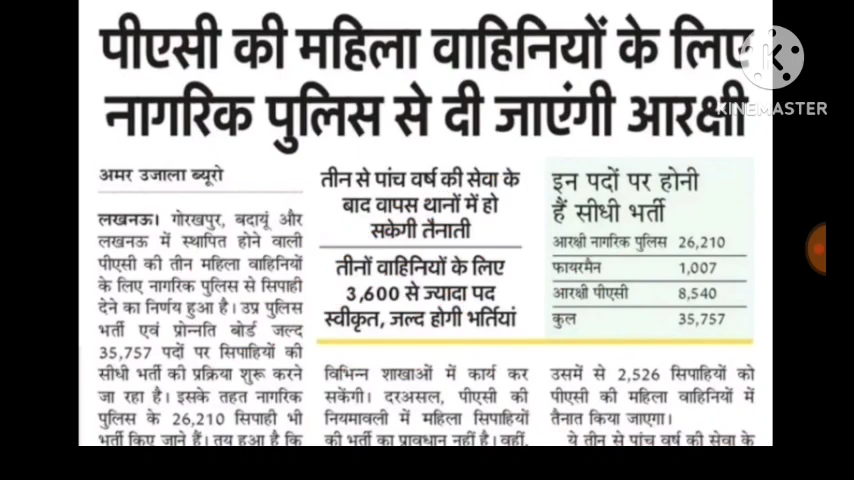 पीएसी की महिला वाहिनियों के लिए
नागरिक पुलिस से दी जाएंगी आरक्षी
KINEMASTER
अमर उजाला ब्यूरो
लखनऊ। गोरखपुर, बदायूं और
लखनऊ में स्थापित होने वाली
पीएसी की तीन महिला वाहिनियों
के लिए नागरिक पुलिस से सिपाही
देने का निर्णय हुआ है। उप्र पुलिस
भर्ती एवं प्रोन्नति बोर्ड जल्द
35,757 पदों पर सिपाहियों की
सीधी भर्ती की प्रक्रिया शुरू करने
जा रहा है। इसके तहत नागरिक
पुलिस के 26,210 सिपाही भी
भर्ती किए जाने हैं। तय हुआ है कि
तीन से पांच वर्ष की सेवा के
बाद वापस थानों में हो
सकेगी तैनाती
तीनों वाहिनियों के लिए
3,600 से ज्यादा पद
स्वीकृत, जल्द होगी भर्तियां
विभिन्न शाखाओं में कार्य कर
सकेंगी। दरअसल, पीएसी की
नियमावली में महिला सिपाहियों
की भर्ती का प्रावधान नहीं है। वहीं,
इन पदों पर होनी
हैं सीधी भर्ती
आरक्षी नागरिक पुलिस 26,210
फायरमैन 1,007
आरक्षी पीएसी 8,540
कुल 35,757
उसमें से 2,526 सिपाहियों को
पीएसी की महिला वाहिनियों में
तैनात किया जाएगा।
ये तीन से पांच वर्ष की सेवा के